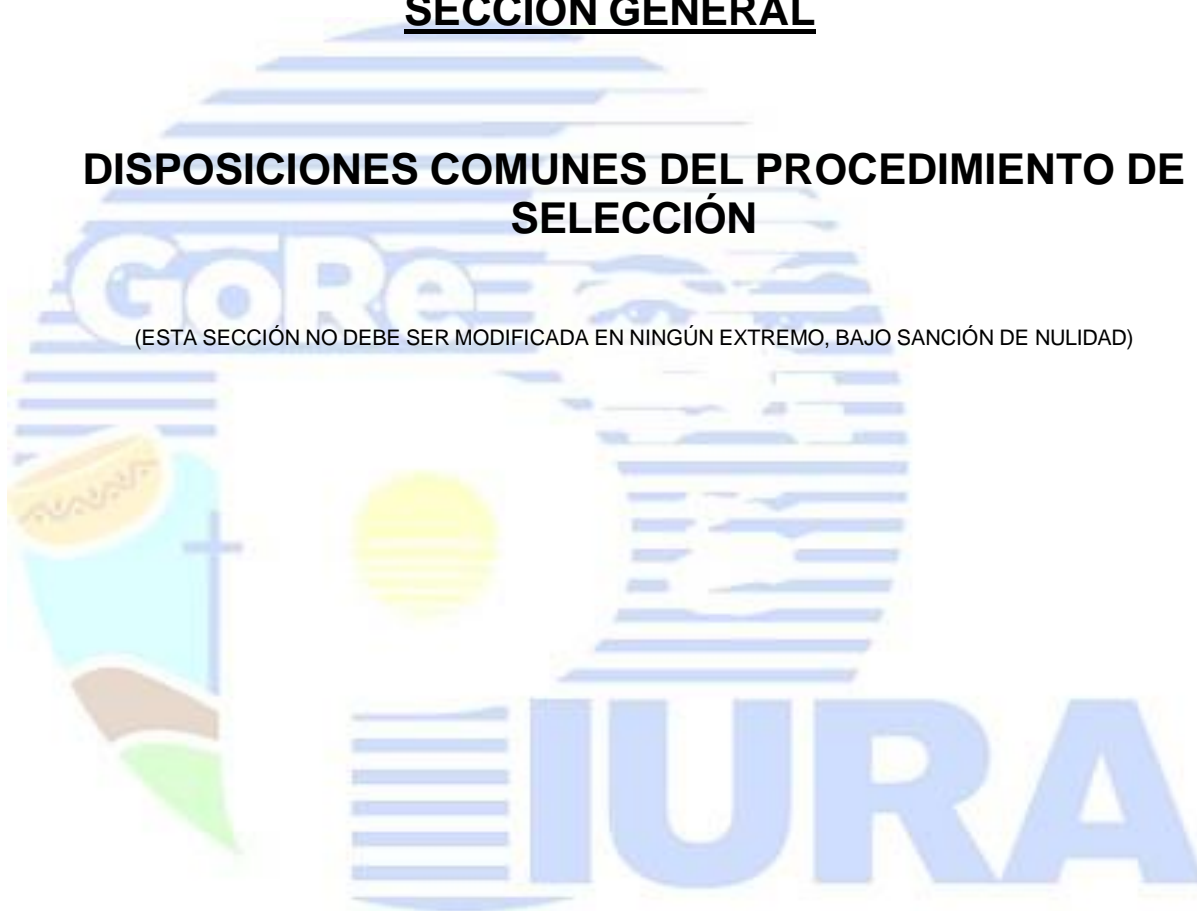 SECCIÓN GENERAL
DISPOSICIONES COMUNES DEL PROCEDIMIENTO DE
SELECCIÓN
GoRe
(ESTA SECCIÓN NO DEBE SER MODIFICADA EN NINGÚN EXTREMO, BAJO SANCIÓN DE NULIDAD)
PIURA